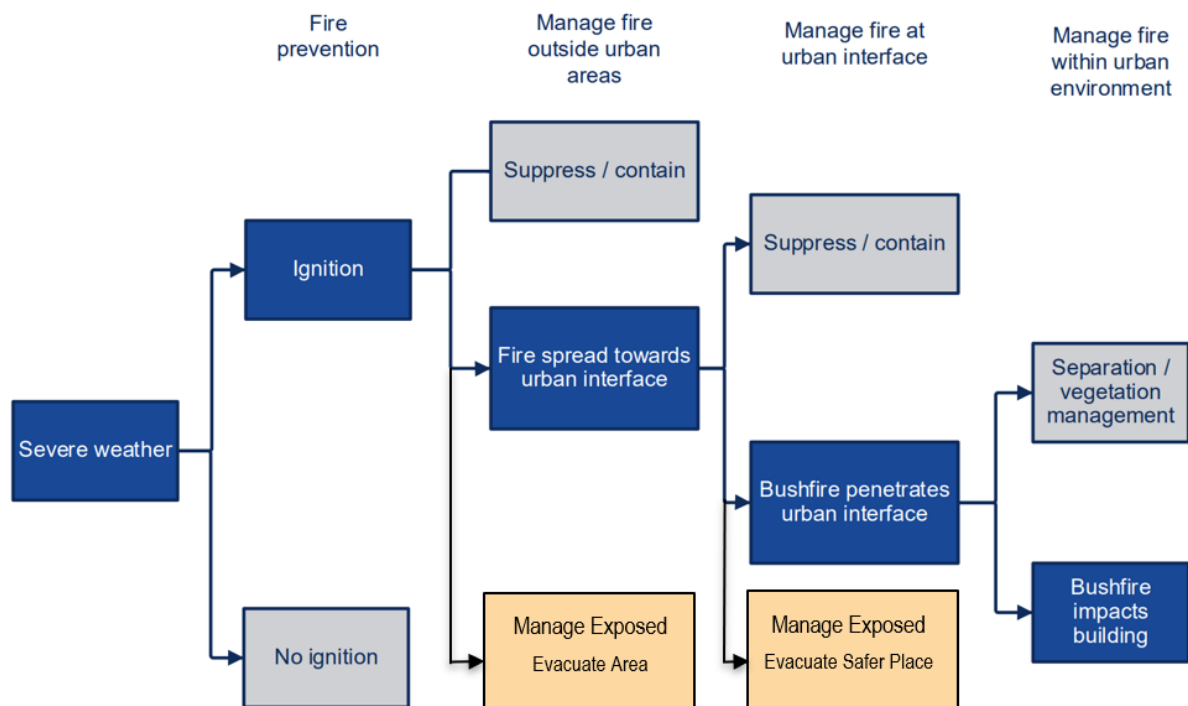 Fire
prevention
Manage fire
outside urban
areas
Manage fire at
urban interface
Manage fire
within urban
environment
Suppress / contain
Suppress / contain
Ignition
Fire spread towards
urban interface
Separation /
vegetation
management
Severe weather
Bushfire penetrates
urban interface
Bushfire
impacts
building
No ignition
Manage Exposed
Evacuate Area
Manage Exposed
Evacuate Safer Place